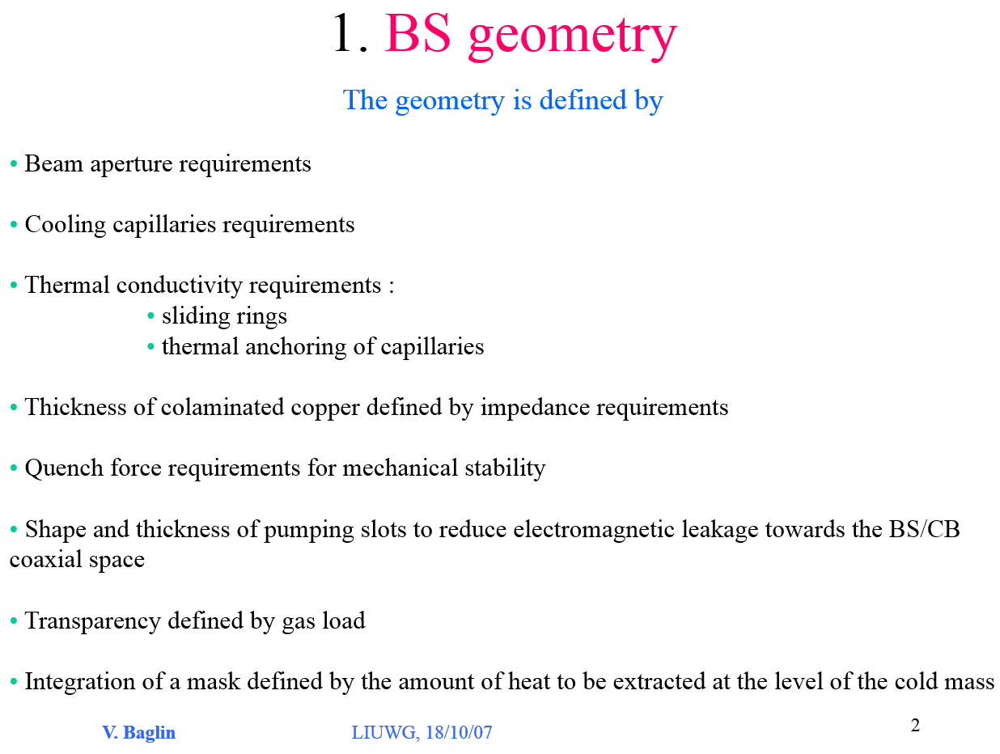 1. BS geometry
The geometry is defined by
• Beam aperture requirements
• Cooling capillaries requirements
• Thermal conductivity requirements :
• sliding rings
• thermal anchoring of capillaries
• Thickness of colaminated copper defined by impedance requirements
• Quench force requirements for mechanical stability
• Shape and thickness of pumping slots to reduce electromagnetic leakage towards the BS/CB
coaxial space
• Transparency defined by gas load
• Integration of a mask defined by the amount of heat to be extracted at the level of the cold mass
V. Baglin LIUWG, 18/10/07 2